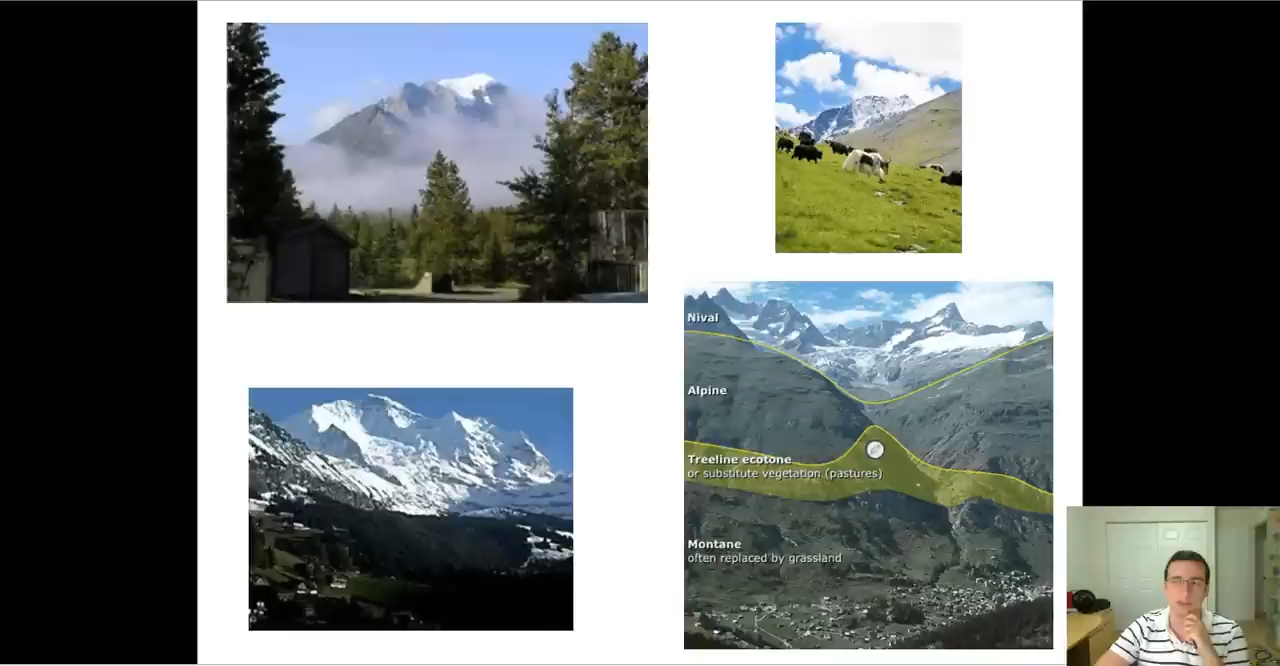 Nival
Alpine
Treeline ecotone
or substitute vegetation (pastures)
Montane
often replaced by grassland